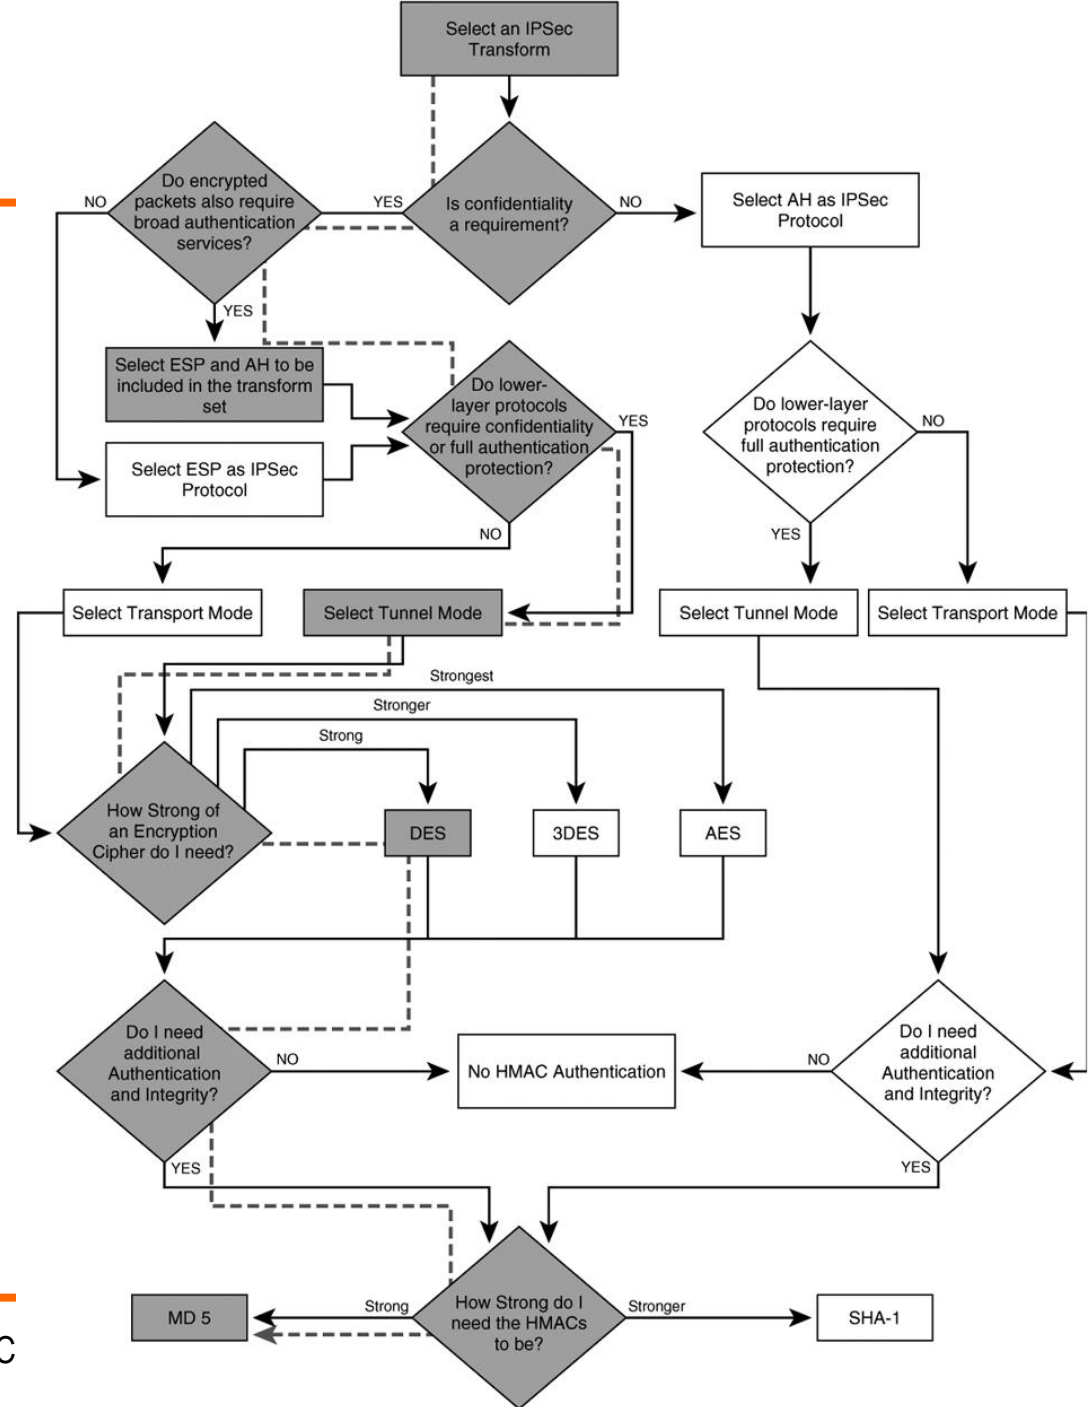 Select an IPSec
Transform
Do encrypted
packets also require
broad authentication
services?
NO
YES
Is confidentiality
a requirement?
NO
Select AH as IPSec
Protocol
YES
Select ESP and AH to be
included in the transform
set
Select ESP as IPSec
Protocol
Do lower-
layer protocols
require confidentiality
or full authentication
protection?
YES
NO
Do lower-layer
protocols require
full authentication
protection?
NO
YES
Select Transport Mode
Select Tunnel Mode
Select Tunnel Mode
Select Transport Mode
Strongest
Stronger
Strong
How Strong of
an Encryption
Cipher do I need?
DES
3DES
AES
Do I need
additional
Authentication
and Integrity?
NO
No HMAC Authentication
NO
Do I need
additional
Authentication
and Integrity?
YES
YES
MD 5
Strong
How Strong do I
need the HMACs
to be?
Stronger
SHA-1
C